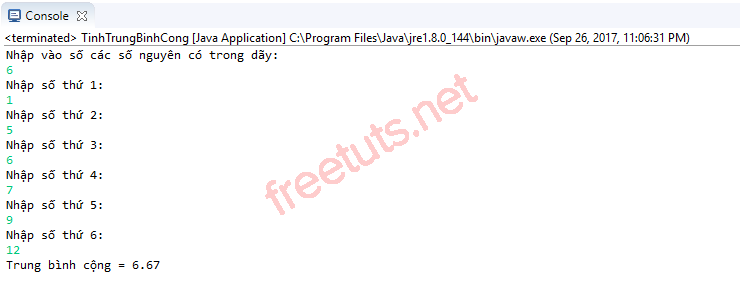 Console
<terminated> TinhTrungBinhCong [Java Application] C:\Program Files\Java\jre1.8.0_144\bin\javaw.exe (Sep 26, 2017, 11:06:31 PM)
Nhập vào số các số nguyên có trong dãy:
6
Nhập số thứ 1:
1
Nhập số thứ 2:
5
Nhập số thứ 3:
6
Nhập số thứ 4:
7
Nhập số thứ 5:
9
Nhập số thứ 6:
12
Trung bình cộng = 6.67
freetuts.net